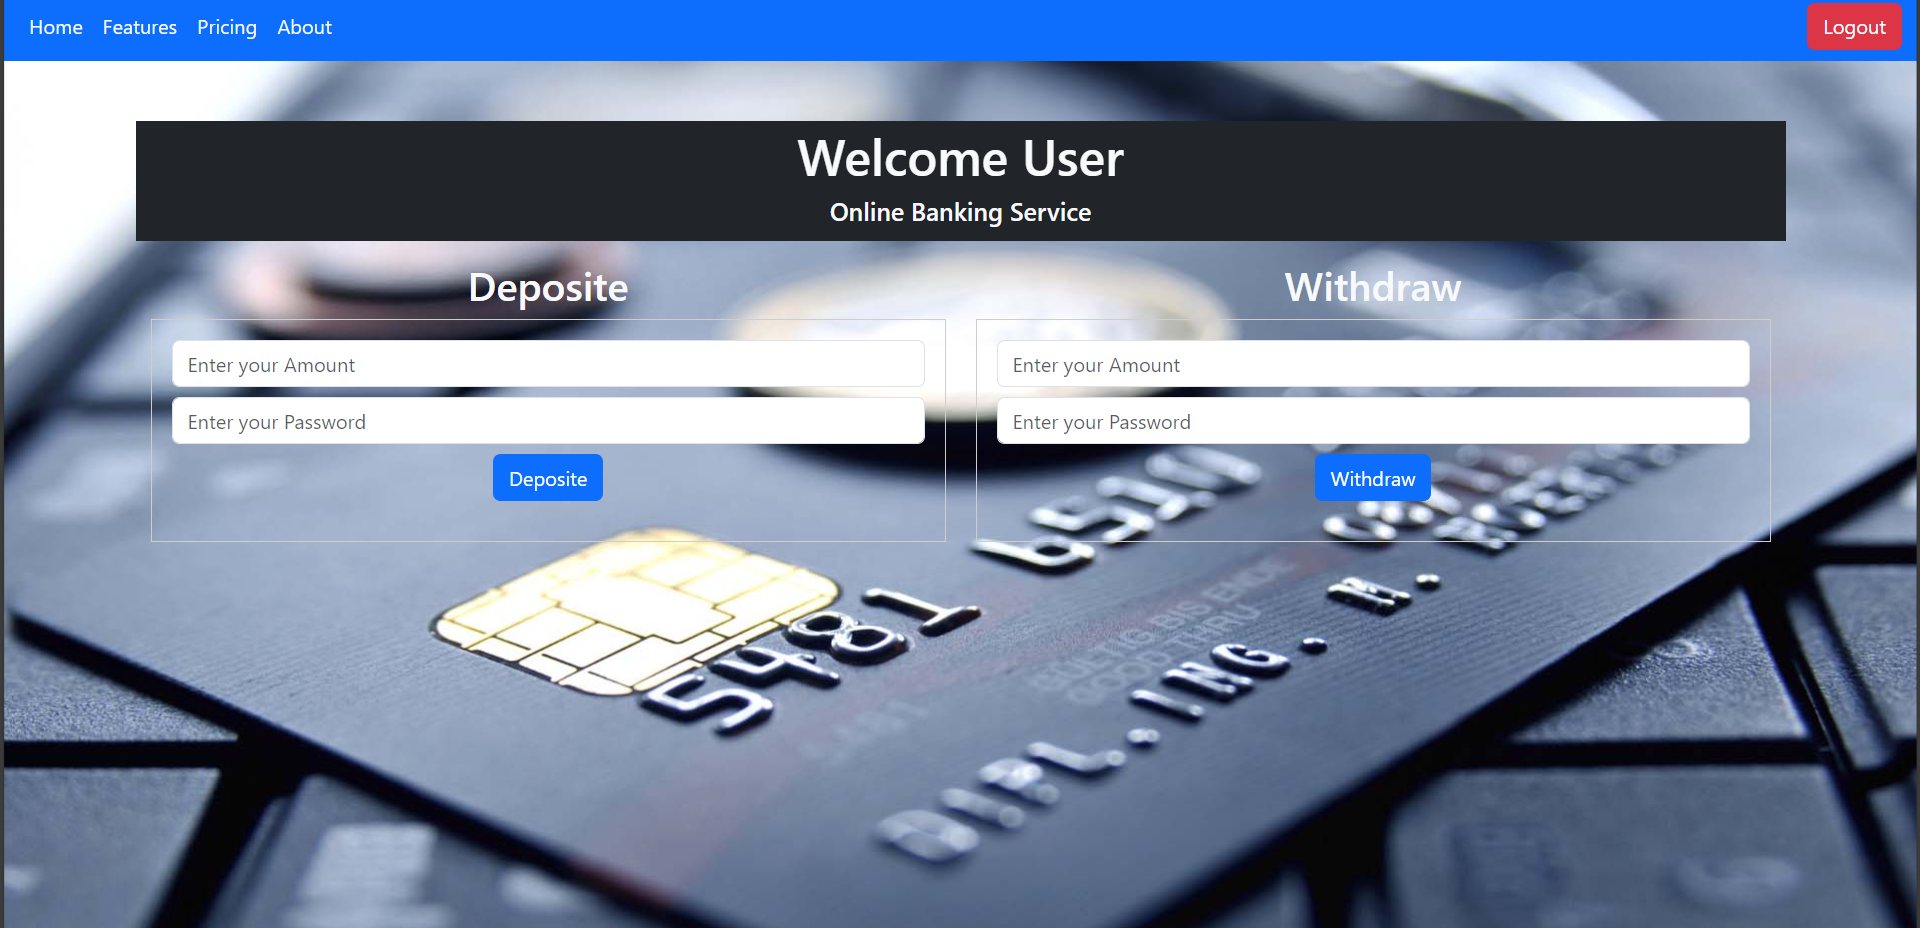 Home Features Pricing About Logout
Welcome User
Online Banking Service
Deposite
Enter your Amount
Enter your Password
Deposite
Withdraw
Enter your Amount
Enter your Password
Withdraw
5481 6510
DIPL.ING. M.